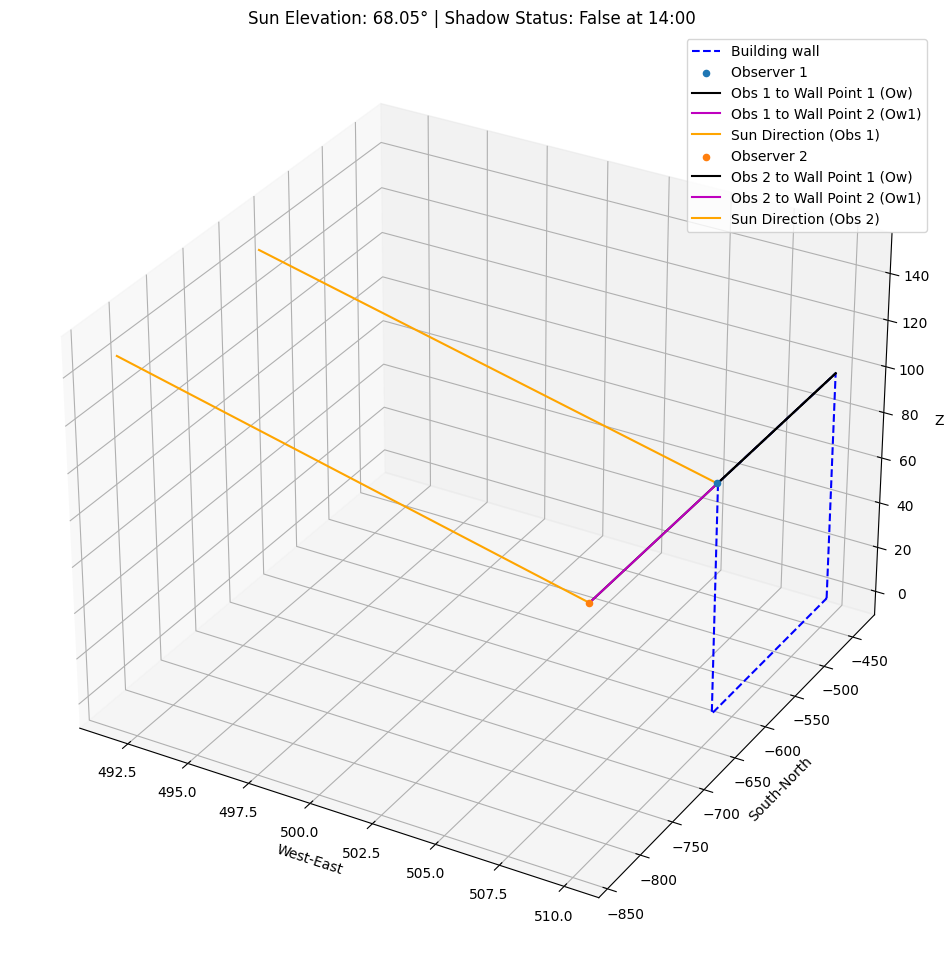 Sun Elevation: 68.05° | Shadow Status: False at 14:00
Building wall
Observer 1
Obs 1 to Wall Point 1 (Ow)
Obs 1 to Wall Point 2 (Ow1)
Sun Direction (Obs 1)
Observer 2
Obs 2 to Wall Point 1 (Ow)
Obs 2 to Wall Point 2 (Ow1)
Sun Direction (Obs 2)
140
120
100
80
60
40
20
0
Z
−450
−500
−550
−600
−650
−700
−750
−800
−850
South-North
492.5
495.0
497.5
500.0
502.5
505.0
507.5
510.0
West-East